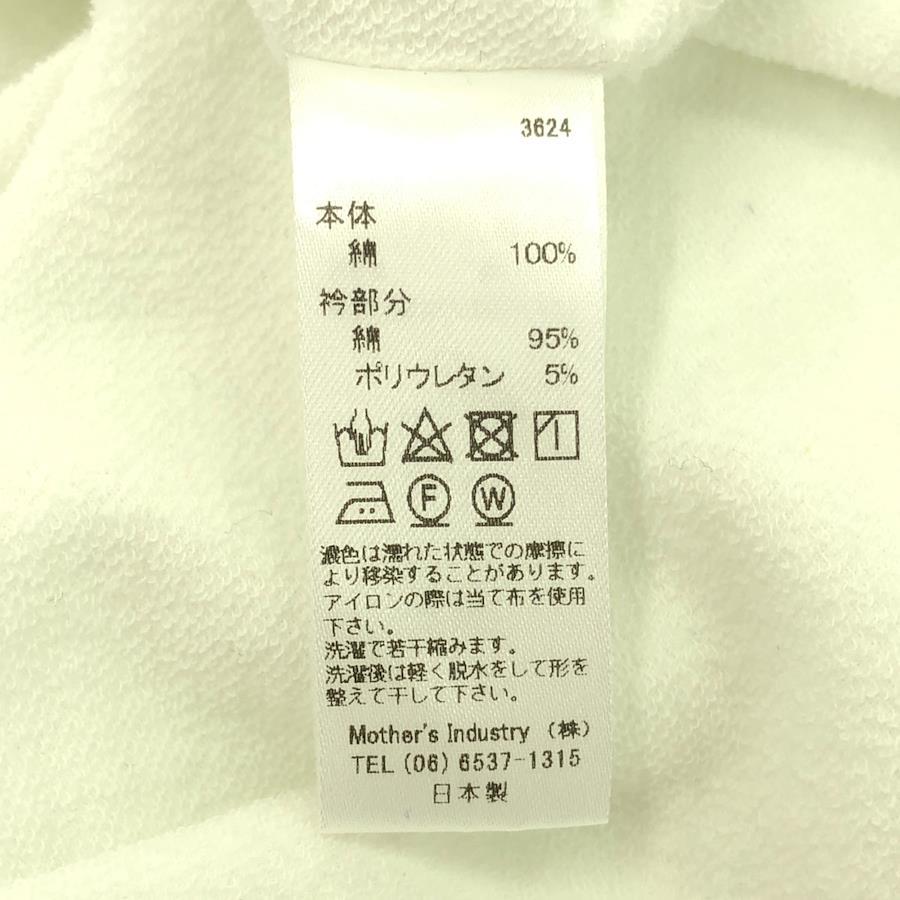 3624
本体
綿 100%
衿部分
綿 95%
ポリウレタン 5%
F W
濃色は濡れた状態での摩擦に
より移染することがあります。
アイロンの際は当て布を使用
下さい。
洗濯で若干縮みます。
洗濯後は軽く脱水をして形を
整えて干して下さい。
Mother's Industry (株)
TEL (06) 6537-1315
日本製